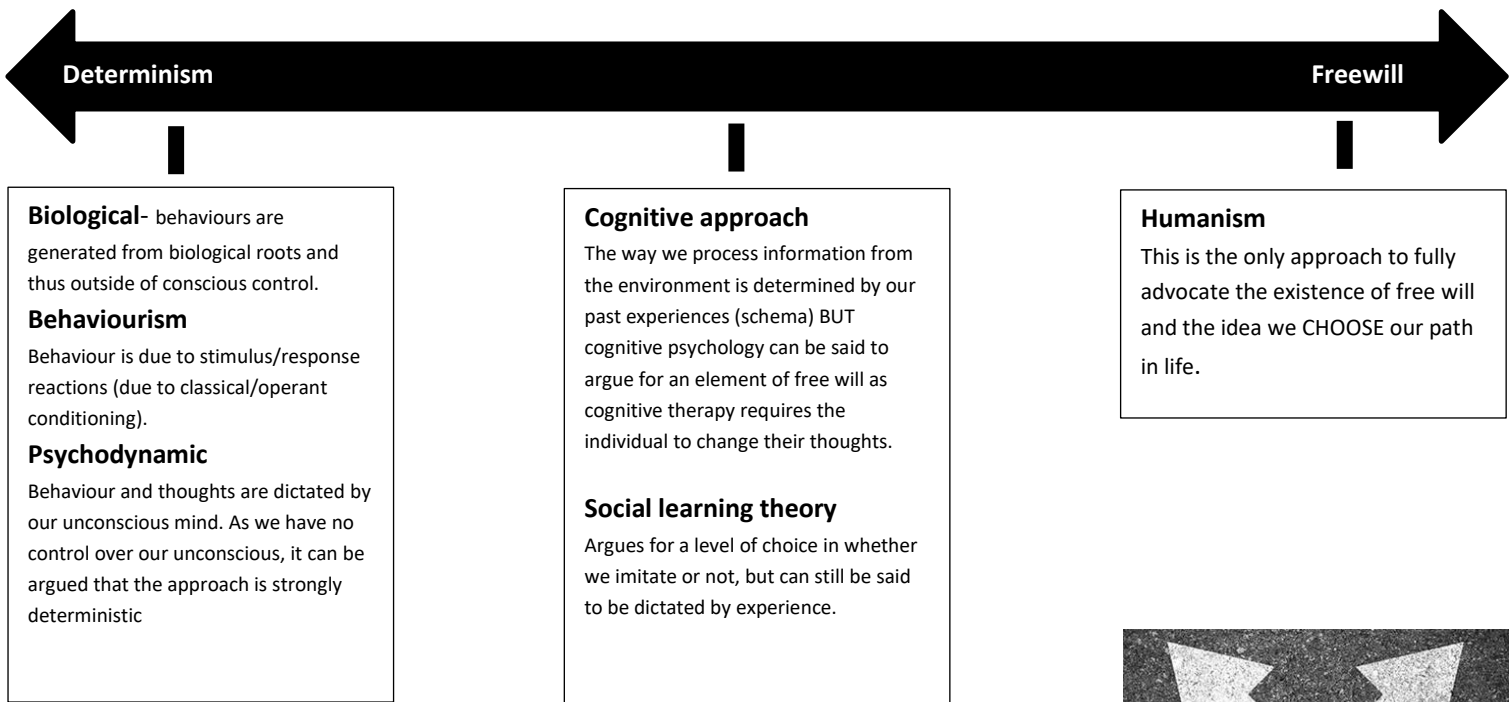 Determinism
Freewill
Biological- behaviours are
generated from biological roots and
thus outside of conscious control.
Behaviourism
Behaviour is due to stimulus/response
reactions (due to classical/operant
conditioning).
Psychodynamic
Behaviour and thoughts are dictated by
our unconscious mind. As we have no
control over our unconscious, it can be
argued that the approach is strongly
deterministic
Cognitive approach
The way we process information from
the environment is determined by our
past experiences (schema) BUT
cognitive psychology can be said to
argue for an element of free will as
cognitive therapy requires the
individual to change their thoughts.
Social learning theory
Argues for a level of choice in whether
we imitate or not, but can still be said
to be dictated by experience.
Humanism
This is the only approach to fully
advocate the existence of free will
and the idea we CHOOSE our path
in life.